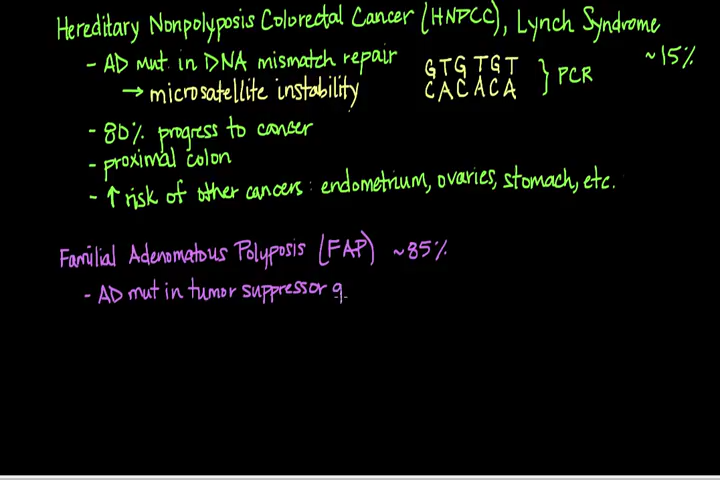 Hereditary Nonpolyposis Colorectal Cancer (HNPCC), Lynch Syndrome
- AD mut. in DNA mismatch repair GTGTGT } PCR ~15%
→ microsatellite instability CACACA
- 80% progress to cancer
- proximal colon
- ↑ risk of other cancers: endometrium, ovaries, stomach, etc.
Familial Adenomatous Polyposis (FAP) ~85%
- AD mut in tumor suppressor g.